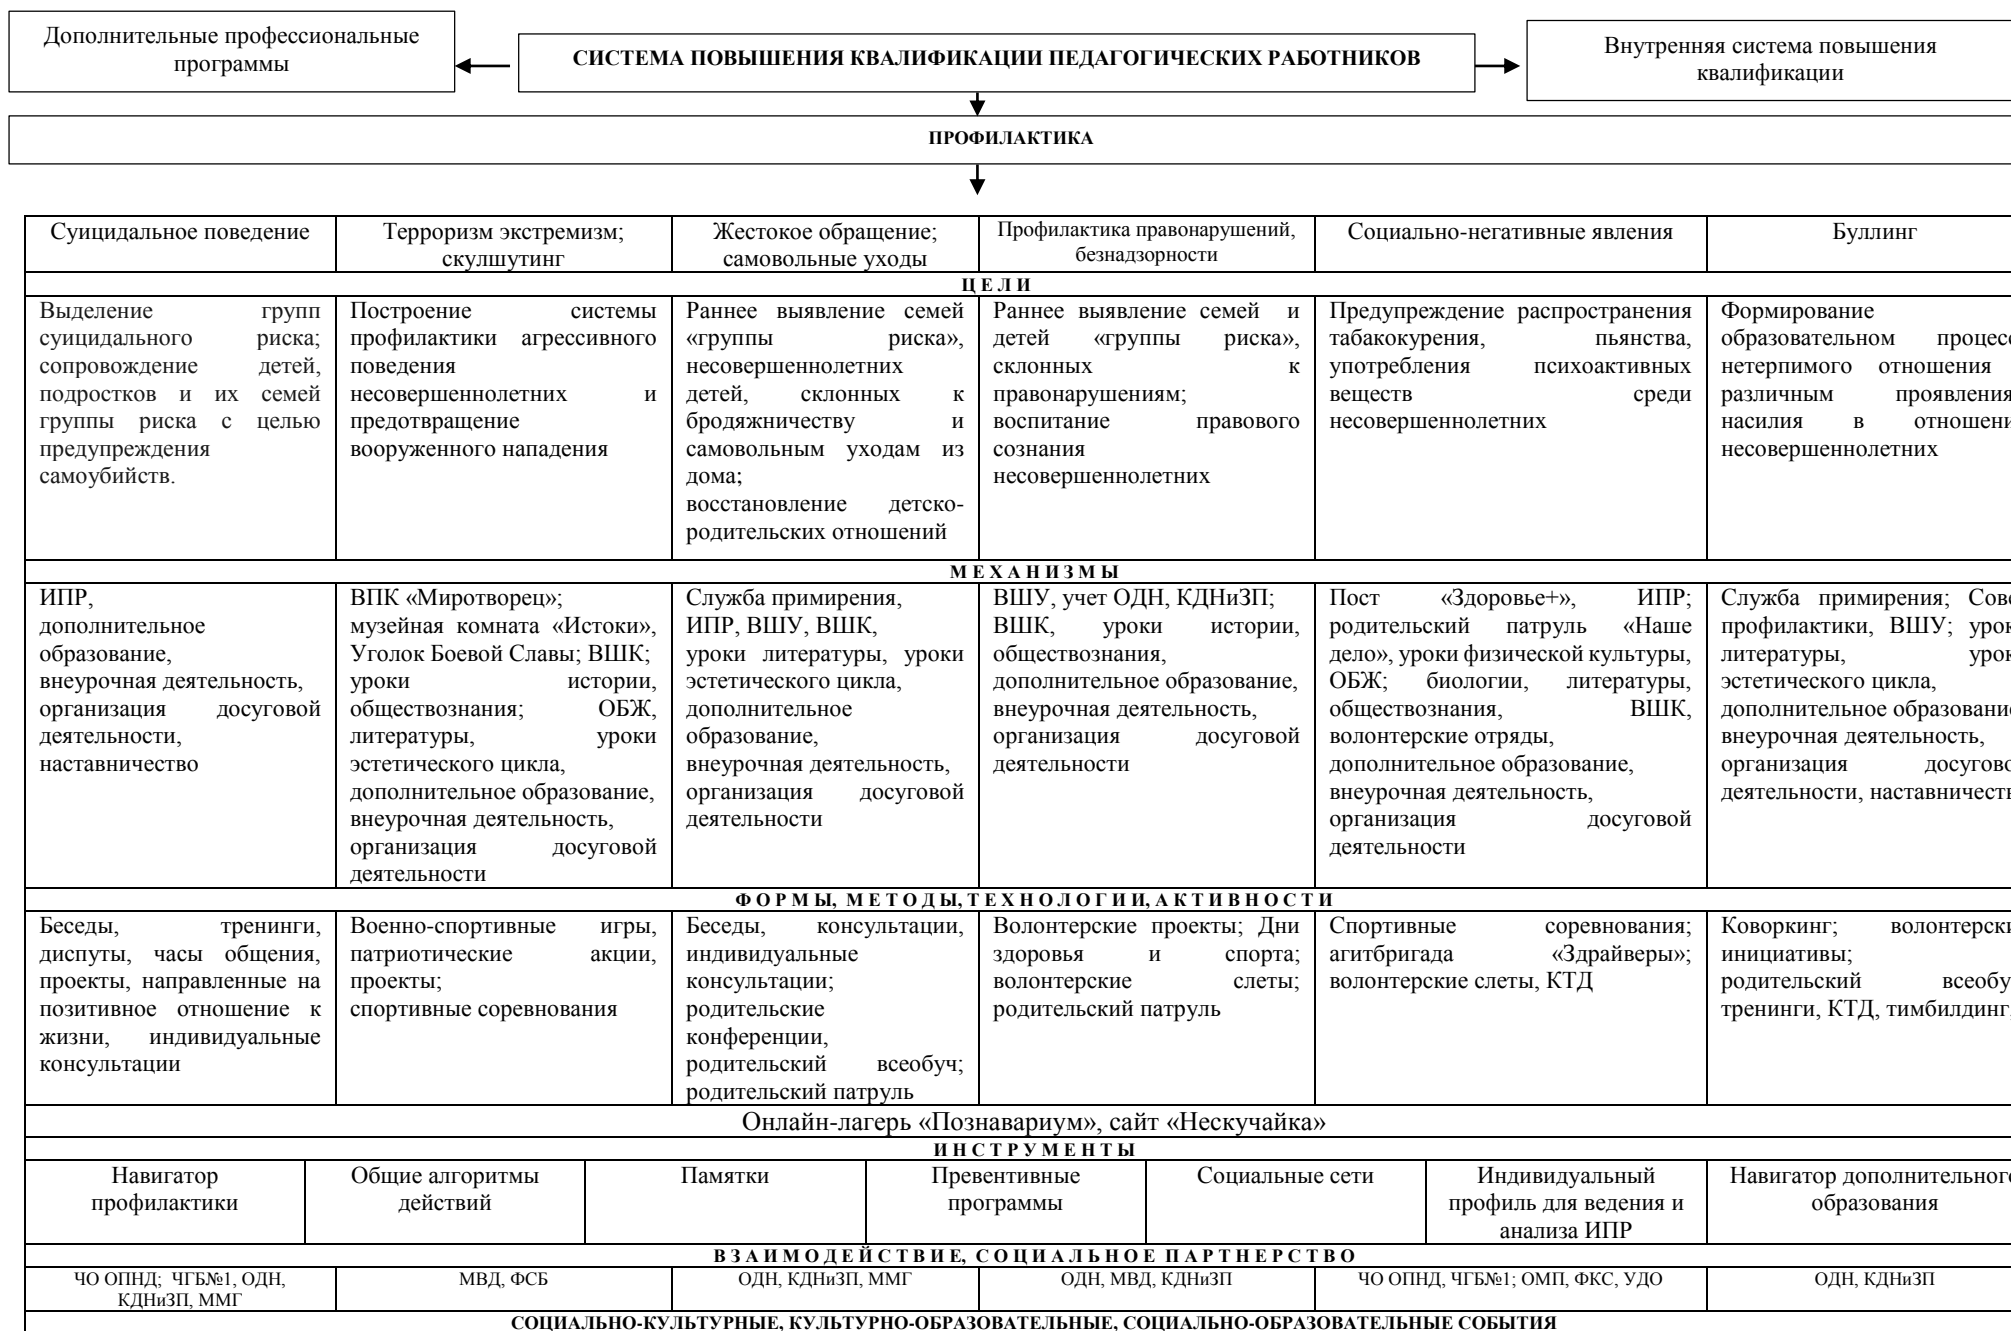 Дополнительные профессиональные
программы
СИСТЕМА ПОВЫШЕНИЯ КВАЛИФИКАЦИИ ПЕДАГОГИЧЕСКИХ РАБОТНИКОВ
Внутренняя система повышения
квалификации
ПРОФИЛАКТИКА
Суицидальное поведение
Терроризм экстремизм;
скулшутинг
Жестокое обращение;
самовольные уходы
Профилактика правонарушений,
безнадзорности
Социально-негативные явления
Буллинг
ЦЕЛИ
Выделение групп
суицидального риска;
сопровождение детей,
подростков и их семей
группы риска с целью
предупреждения
самоубийств.
Построение системы
профилактики агрессивного
поведения
несовершеннолетних и
предотвращение
вооруженного нападения
Раннее выявление семей
«группы риска»,
несовершеннолетних
детей, склонных к
бродяжничеству и
самовольным уходам из
дома;
восстановление детско-
родительских отношений
Раннее выявление семей и
детей «группы риска»,
склонных к
правонарушениям;
воспитание правового
сознания
несовершеннолетних
Предупреждение распространения
табакокурения, пьянства,
употребления психоактивных
веществ среди
несовершеннолетних
Формирование
образовательном
нетерпимого отношения
различным
насилия в
несовершеннолетних
МЕХАНИЗМЫ
ИПР,
дополнительное
образование,
внеурочная деятельность,
организация досуговой
деятельности,
наставничество
ВПК «Миротворец»;
музейная комната «Истоки»,
Уголок Боевой Славы; ВШК;
уроки истории,
обществознания; ОБЖ,
литературы, уроки
эстетического цикла,
дополнительное образование,
внеурочная деятельность,
организация досуговой
деятельности
Служба примирения,
ИПР, ВШУ, ВШК,
уроки литературы, уроки
эстетического цикла,
дополнительное
образование,
внеурочная деятельность,
организация досуговой
деятельности
ВШУ, учет ОДН, КДНиЗП;
ВШК, уроки истории,
обществознания,
дополнительное образование,
внеурочная деятельность,
организация досуговой
деятельности
Пост «Здоровье+», ИПР;
родительский патруль «Наше
дело», уроки физической культуры,
ОБЖ; биологии, литературы,
обществознания, ВШК,
волонтерские отряды,
дополнительное образование,
внеурочная деятельность,
организация досуговой
деятельности
Служба примирения;
профилактики, ВШУ;
литературы,
эстетического цикла,
дополнительное
внеурочная деятельность,
организация
деятельности,
ФОРМЫ, МЕТОДЫ, ТЕХНОЛОГИИ, АКТИВНОСТИ
Беседы, тренинги,
диспуты, часы общения,
проекты, направленные на
позитивное отношение к
жизни, индивидуальные
консультации
Военно-спортивные игры,
патриотические акции,
проекты;
спортивные соревнования
Беседы, консультации,
индивидуальные
консультации;
родительские
конференции,
родительский всеобуч;
родительский патруль
Волонтерские проекты; Дни
здоровья и спорта;
волонтерские слеты;
родительский патруль
Спортивные соревнования;
агитбригада «Здрайверы»;
волонтерские слеты, КТД
Коворкинг;
инициативы;
родительский
тренинги, КТД, тимбилдинг
Онлайн-лагерь «Познавариум», сайт «Нескучайка»
ИНСТРУМЕНТЫ
Навигатор
профилактики
Общие алгоритмы
действий
Памятки
Превентивные
программы
Социальные сети
Индивидуальный
профиль для ведения и
анализа ИПР
Навигатор
образования
ВЗАИМОДЕЙСТВИЕ, СОЦИАЛЬНОЕ ПАРТНЕРСТВО
ЧО ОПНД; ЧГБ№1, ОДН,
КДНиЗП, ММГ
МВД, ФСБ
ОДН, КДНиЗП, ММГ
ОДН, МВД, КДНиЗП
ЧО ОПНД, ЧГБ№1; ОМП, ФКС, УДО
ОДН, КДНиЗП
СОЦИАЛЬНО-КУЛЬТУРНЫЕ, КУЛЬТУРНО-ОБРАЗОВАТЕЛЬНЫЕ, СОЦИАЛЬНО-ОБРАЗОВАТЕЛЬНЫЕ СОБЫТИЯ